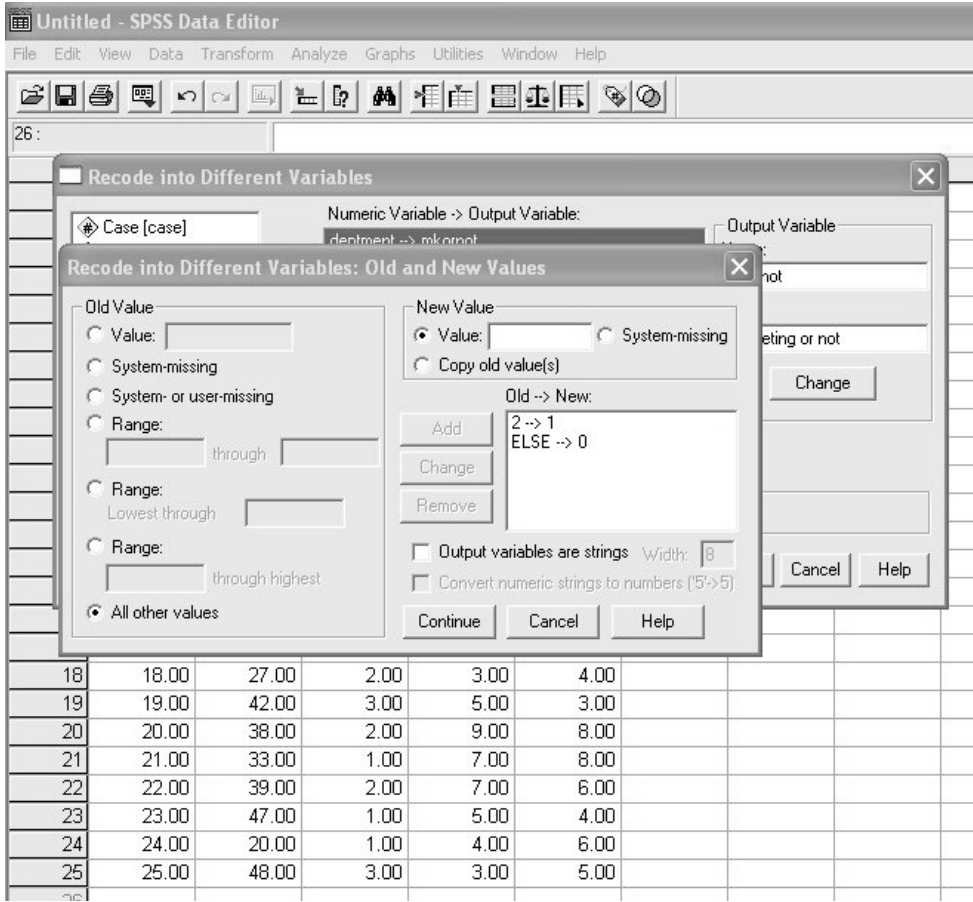 Untitled - SPSS Data Editor
File Edit View Data Transform Analyze Graphs Utilities Window Help
26 :
Recode into Different Variables
Case [case]
Numeric Variable -> Output Variable:
deptment --> mkornot
Output Variable
not
eting or not
Change
Cancel Help
Recode into Different Variables: Old and New Values
Old Value
Value:
System-missing
System- or user-missing
Range:
through
Range:
Lowest through
Range:
through highest
All other values
New Value
Value: System-missing
Copy old value(s)
Old --> New:
Add
Change
Remove
2 --> 1
ELSE --> 0
Output variables are strings Width: 8
Convert numeric strings to numbers ('5'->5)
Continue Cancel Help
18 18.00 27.00 2.00 3.00 4.00
19 19.00 42.00 3.00 5.00 3.00
20 20.00 38.00 2.00 9.00 8.00
21 21.00 33.00 1.00 7.00 8.00
22 22.00 39.00 2.00 7.00 6.00
23 23.00 47.00 1.00 5.00 4.00
24 24.00 20.00 1.00 4.00 6.00
25 25.00 48.00 3.00 3.00 5.00
26